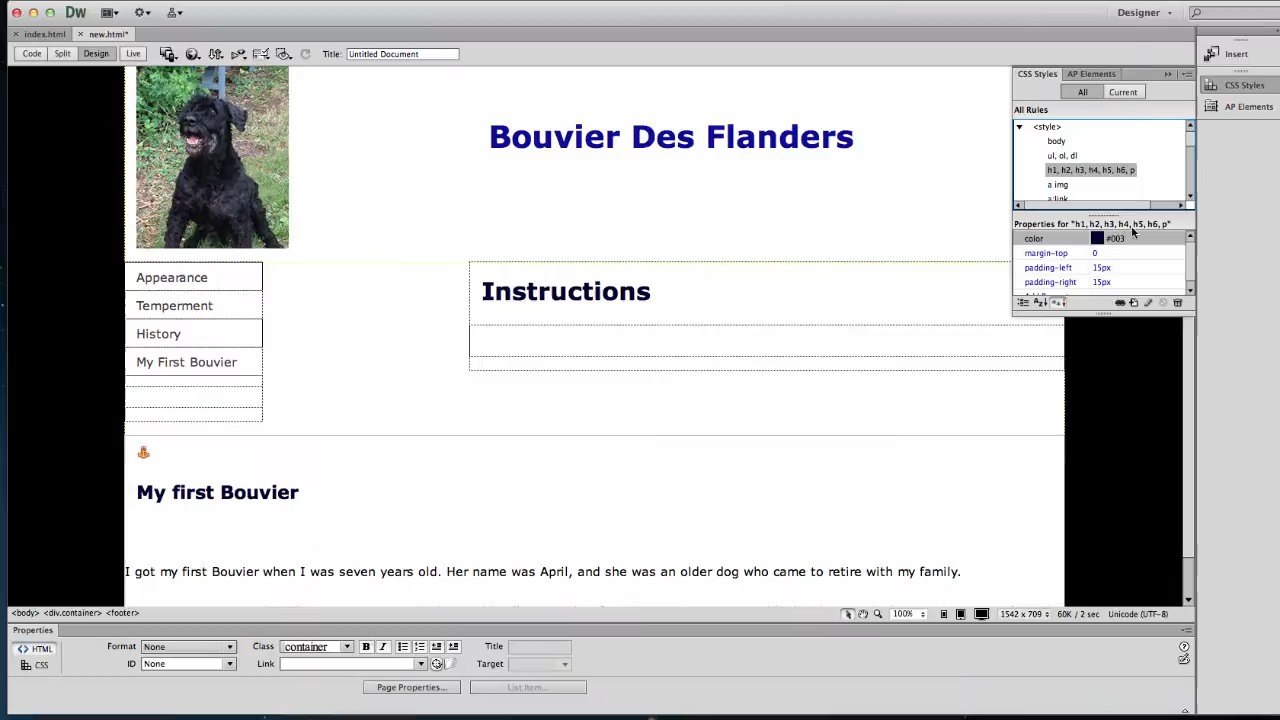 Dw
Designer
index.html
new.html*
Code Split Design Live Title: Untitled Document
Insert
CSS Styles
AP Elements
CSS Styles AP Elements
All Current
All Rules
<style>
body
ul, ol, dl
h1, h2, h3, h4, h5, h6, p
a img
a:link
Properties for "h1, h2, h3, h4, h5, h6, p"
color #003
margin-top 0
padding-left 15px
padding-right 15px
Bouvier Des Flanders
Appearance
Temperment
History
My First Bouvier
Instructions
My first Bouvier
I got my first Bouvier when I was seven years old. Her name was April, and she was an older dog who came to retire with my family.
<body> <div.container> <footer>
100% 1542 x 709 60K / 2 sec Unicode (UTF-8)
Properties
<> HTML
CSS
Format None Class container B I Title
ID None Link Target
Page Properties... List Item...